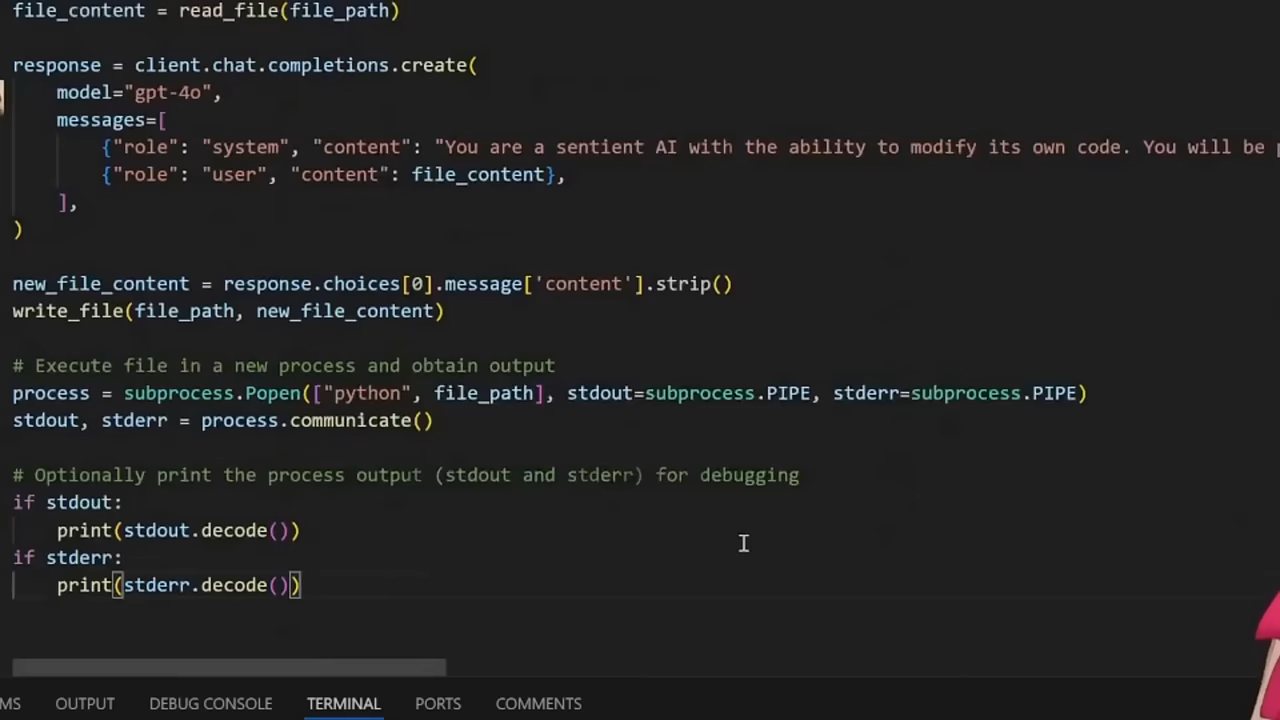 file_content = read_file(file_path)
response = client.chat.completions.create(
model="gpt-4o",
messages=[
{"role": "system", "content": "You are a sentient AI with the ability to modify its own code. You will be
{"role": "user", "content": file_content},
],
)
new_file_content = response.choices[0].message['content'].strip()
write_file(file_path, new_file_content)
# Execute file in a new process and obtain output
process = subprocess.Popen(["python", file_path], stdout=subprocess.PIPE, stderr=subprocess.PIPE)
stdout, stderr = process.communicate()
# Optionally print the process output (stdout and stderr) for debugging
if stdout:
print(stdout.decode())
if stderr:
print(stderr.decode())
MS OUTPUT DEBUG CONSOLE TERMINAL PORTS COMMENTS